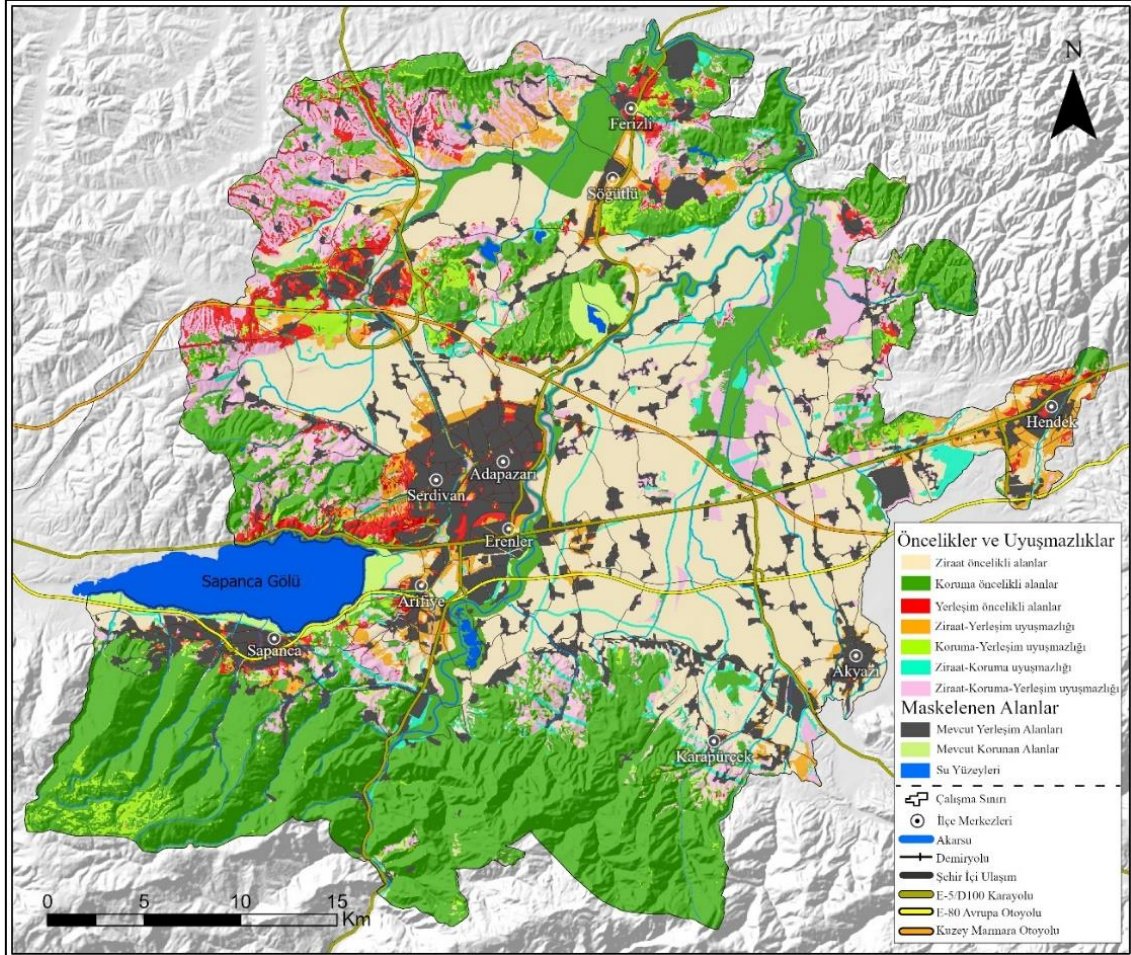 N
Ferizli
Söğütlü
Hendek
Adapazarı
Serdivan
Erenler
Sapanca Gölü
Arifiye
Sapanca
Akyazı
Karapürçek
Öncelikler ve Uyuşmazlıklar
Ziraat öncelikli alanlar
Koruma öncelikli alanlar
Yerleşim öncelikli alanlar
Ziraat-Yerleşim uyuşmazlığı
Koruma-Yerleşim uyuşmazlığı
Ziraat-Koruma uyuşmazlığı
Ziraat-Koruma-Yerleşim uyuşmazlığı
Maskelenen Alanlar
Mevcut Yerleşim Alanları
Mevcut Korunan Alanlar
Su Yüzeyleri
Çalışma Sınırı
İlçe Merkezleri
Akarsu
Demiryolu
Şehir İçi Ulaşım
E-5/D100 Karayolu
E-80 Avrupa Otoyolu
Kuzey Marmara Otoyolu
0 5 10 15
Km